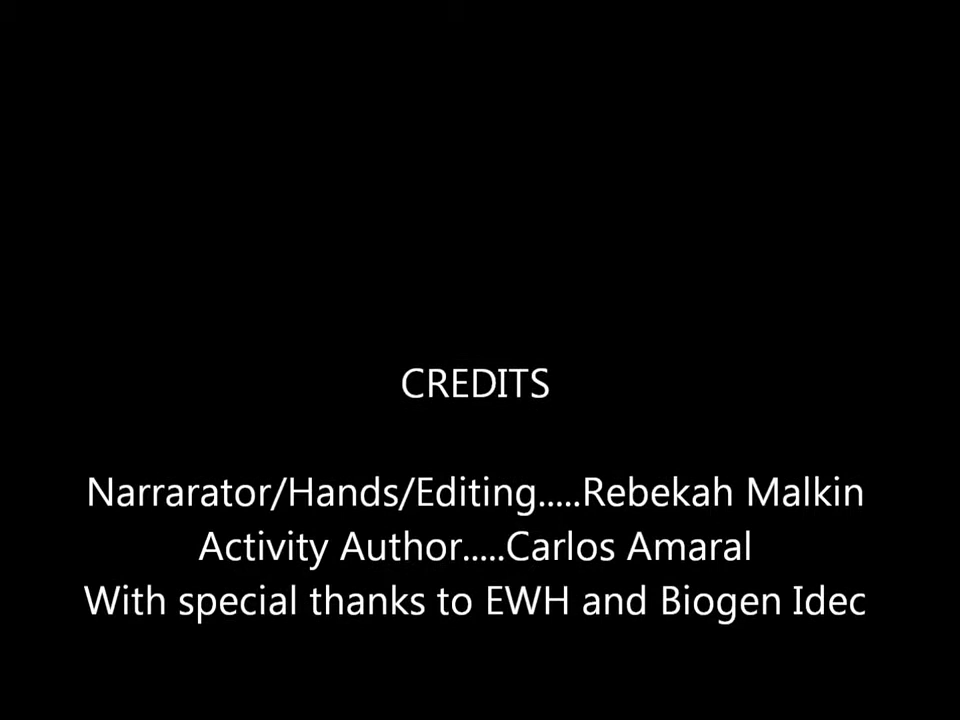 CREDITS
Narrarator/Hands/Editing.....Rebekah Malkin
Activity Author.....Carlos Amaral
With special thanks to EWH and Biogen Idec